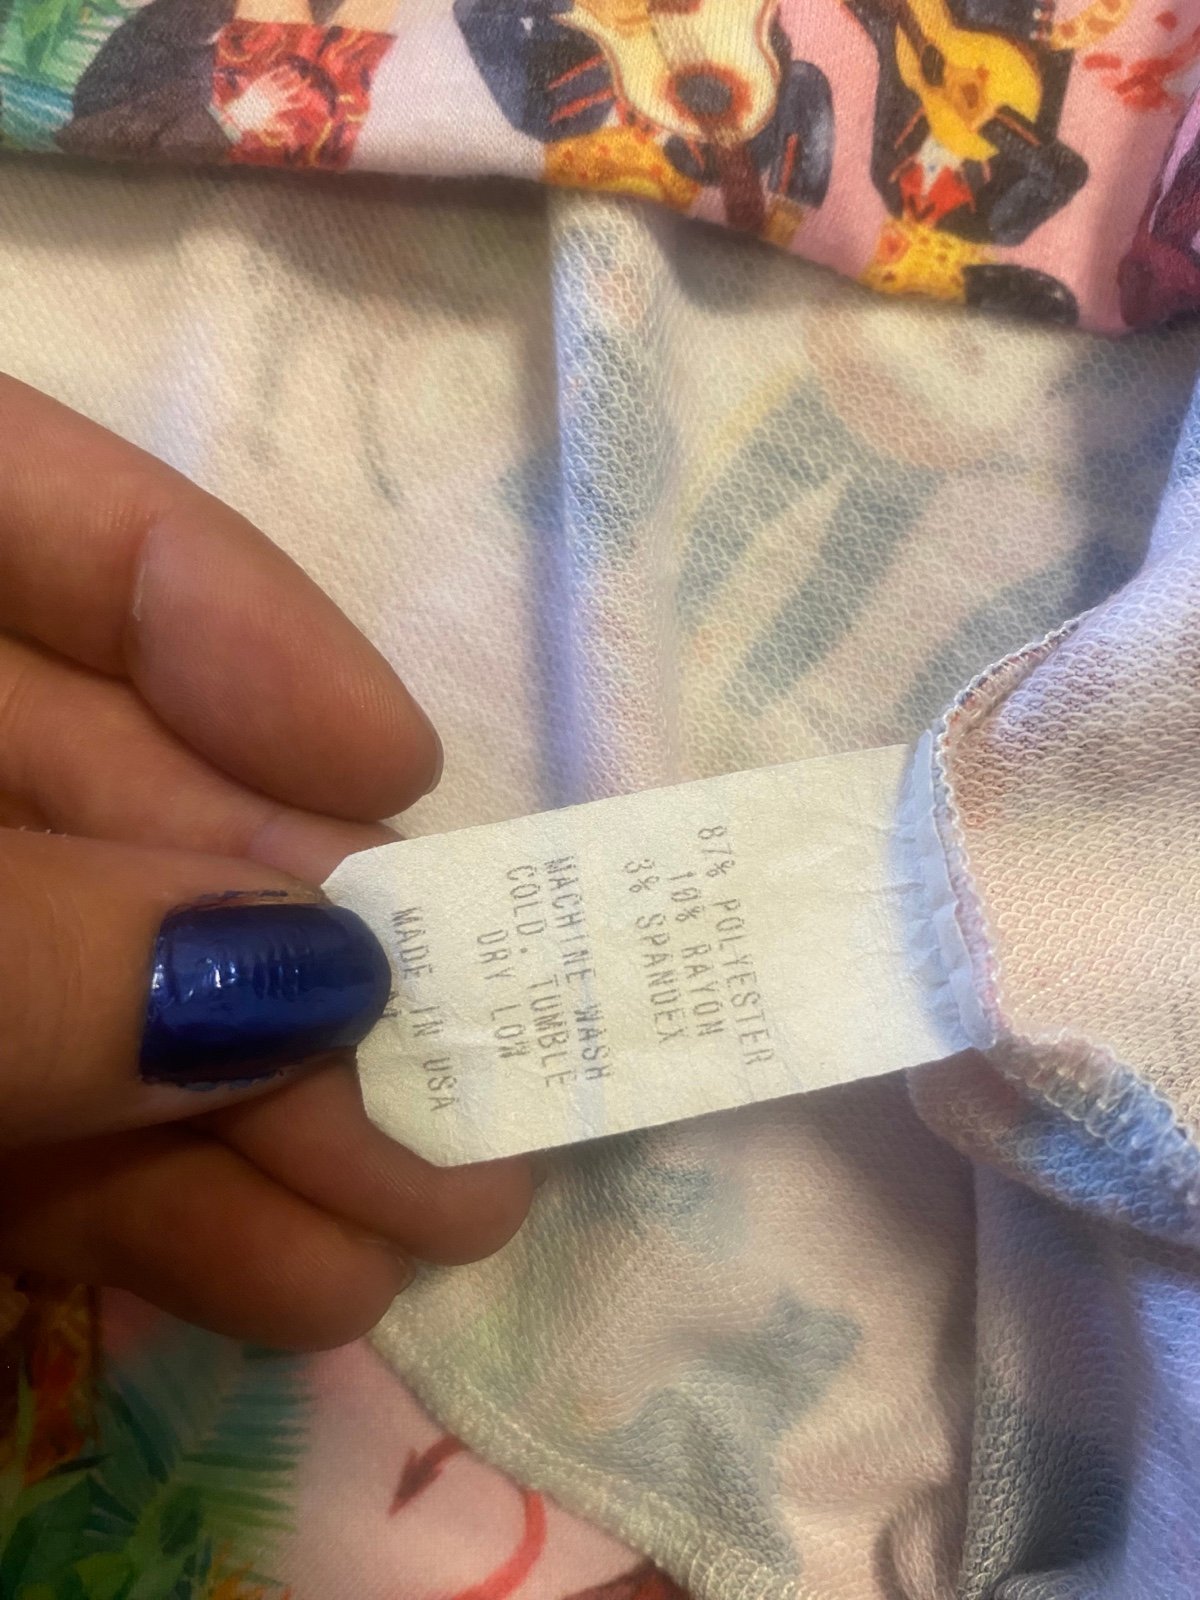 87% POLYESTER
10% RAYON
3% SPANDEX
MACHINE WASH
COLD. TUMBLE
DRY LOW
MADE IN USA